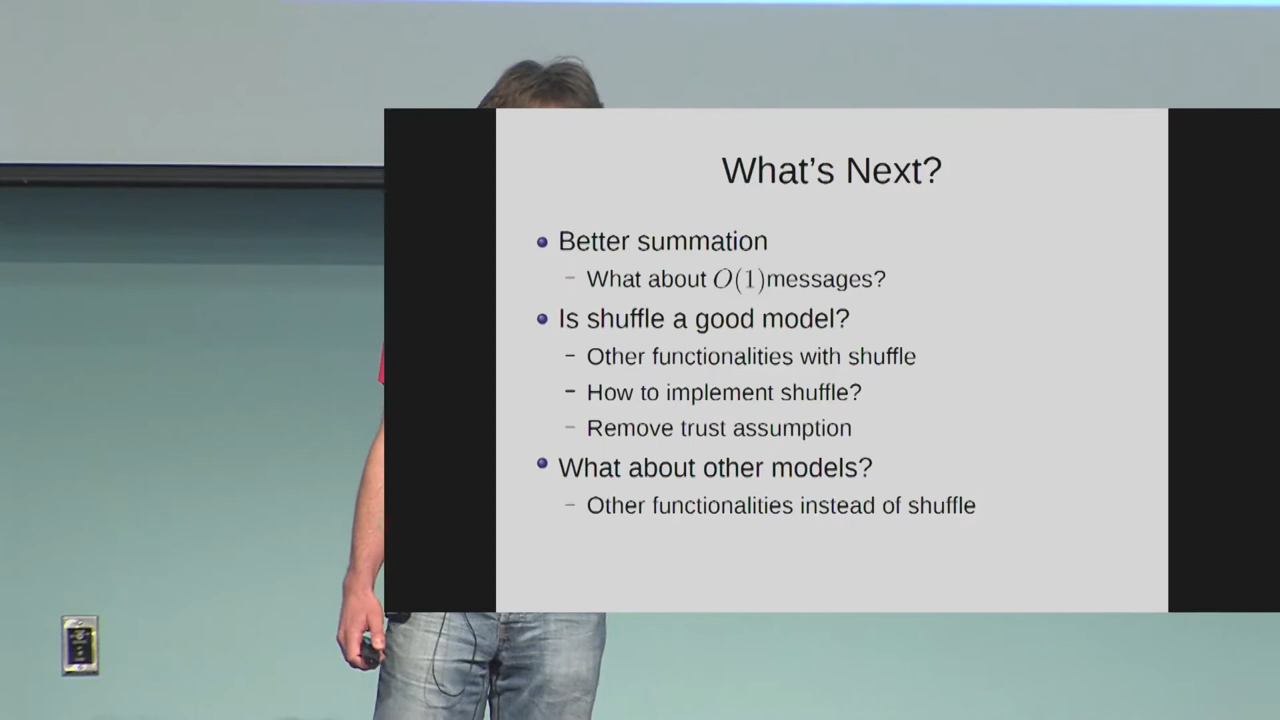 What's Next?
Better summation
– What about O(1)messages?
Is shuffle a good model?
– Other functionalities with shuffle
– How to implement shuffle?
– Remove trust assumption
What about other models?
– Other functionalities instead of shuffle